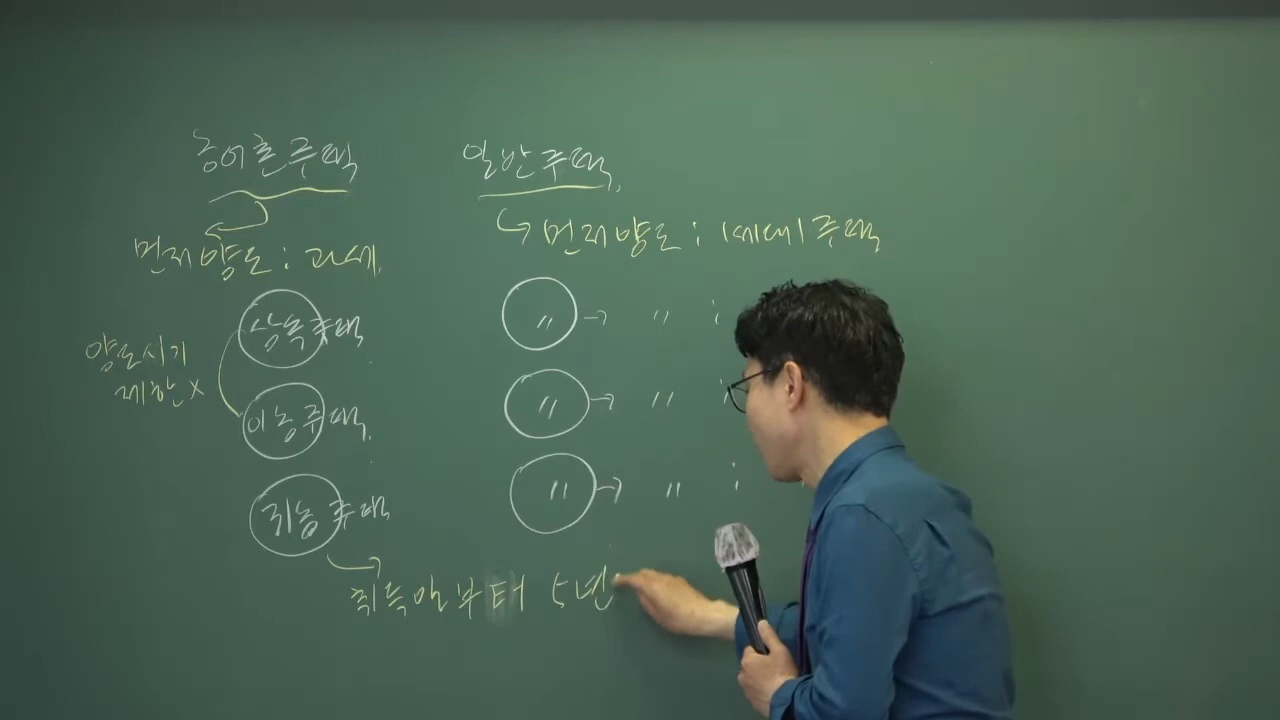 농어촌주택
먼저양도 : 과세.
양도시기
제한 x
상속주택
이농주택.
귀농주택
취득일부터 5년
일반주택.
먼저양도 : 1세대1주택
〃 → 〃 :
〃 → 〃 :
〃 → 〃 :